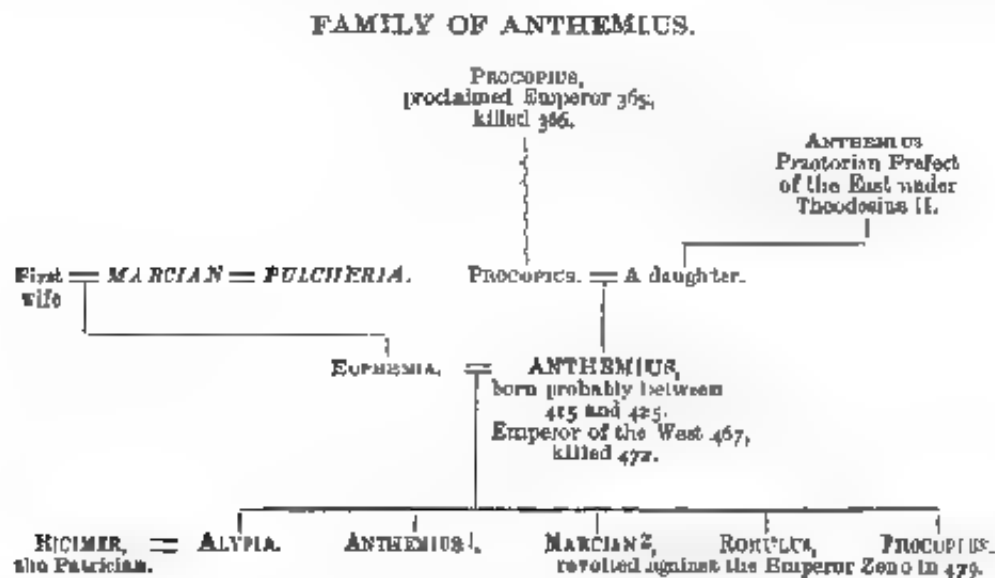 FAMILY OF ANTHEMIUS.
PROCOPIUS,
proclaimed Emperor 365,
killed 366.
ANTHEMIUS
Praetorian Prefect
of the East under
Theodosius II.
First wife = MARCIAN = PULCHERIA.
PROCOPIUS. = A daughter.
EUPHEMIA, = ANTHEMIUS,
born probably between
415 and 425.
Emperor of the West 467,
killed 472.
RICIMER, = ALYPIA. ANTHEMIUS¹. MARCIAN², ROMULUS, PROCOPIUS.
the Patrician. revolted against the Emperor Zeno in 479.